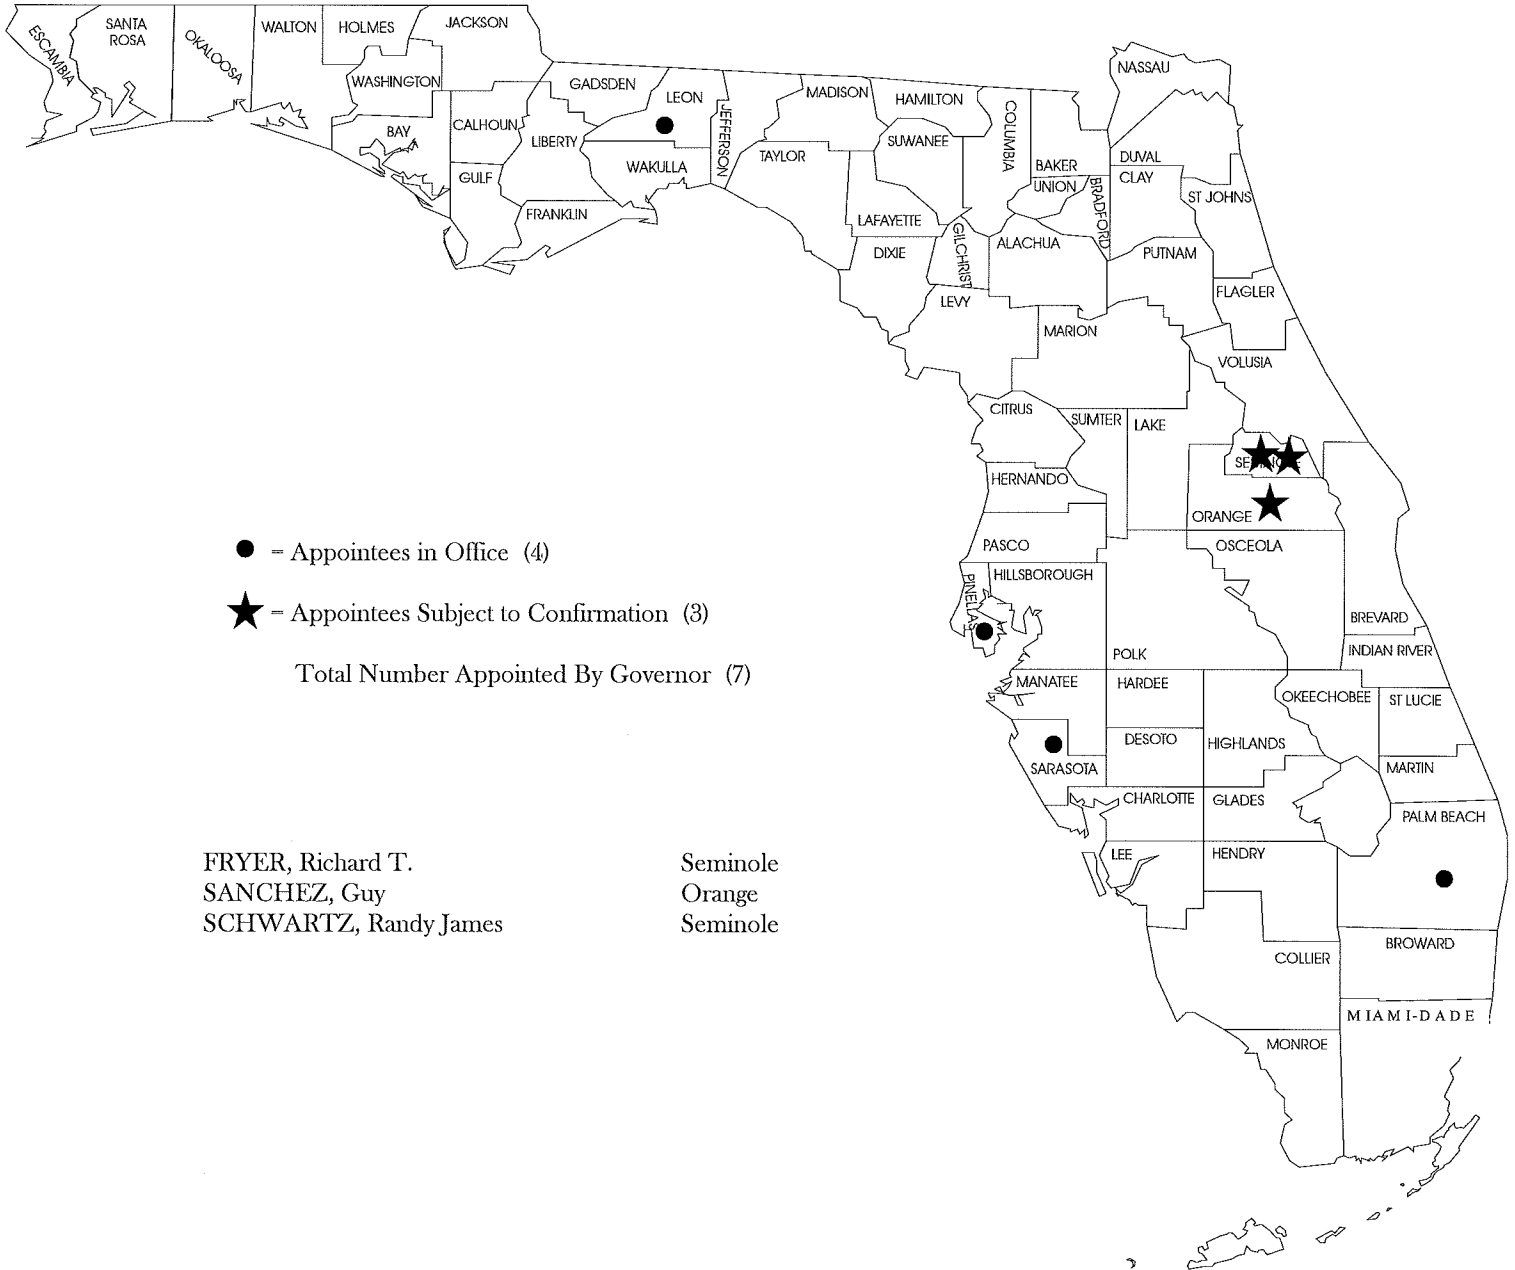 ESCAMBIA
SANTA
ROSA
OKALOOSA
WALTON
HOLMES
JACKSON
WASHINGTON
BAY
CALHOUN
GULF
LIBERTY
GADSDEN
LEON
JEFFERSON
WAKULLA
FRANKLIN
MADISON
TAYLOR
HAMILTON
SUWANEE
LAFAYETTE
DIXIE
COLUMBIA
BAKER
UNION
BRADFORD
NASSAU
DUVAL
CLAY
ST JOHNS
GILCHRIST
ALACHUA
PUTNAM
FLAGLER
LEVY
MARION
VOLUSIA
CITRUS
SUMTER
LAKE
HERNANDO
ORANGE
PASCO
OSCEOLA
PINELLAS
HILLSBOROUGH
POLK
BREVARD
INDIAN RIVER
MANATEE
HARDEE
OKEECHOBEE
ST LUCIE
DESOTO
HIGHLANDS
SARASOTA
MARTIN
CHARLOTTE
GLADES
PALM BEACH
LEE
HENDRY
BROWARD
COLLIER
MIAMI-DADE
MONROE
= Appointees in Office (4)
= Appointees Subject to Confirmation (3)
Total Number Appointed By Governor (7)
FRYER, Richard T. Seminole
SANCHEZ, Guy Orange
SCHWARTZ, Randy James Seminole